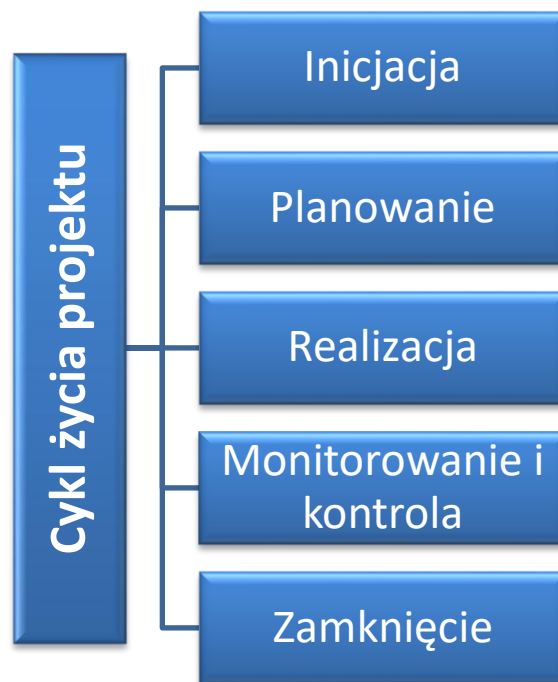 Cykl życia projektu
Inicjacja
Planowanie
Realizacja
Monitorowanie i
kontrola
Zamknięcie